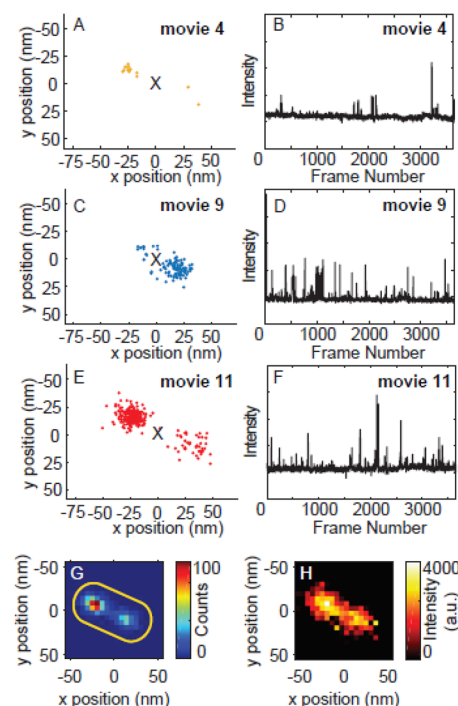 A movie 4
-50
-25
0
25
50
y position (nm)
X
-75 -50 -25 0 25 50
x position (nm)
B movie 4
Intensity
0 1000 2000 3000
Frame Number
C movie 9
-50
-25
0
25
50
y position (nm)
X
-75 -50 -25 0 25 50
x position (nm)
D movie 9
Intensity
0 1000 2000 3000
Frame Number
E movie 11
-50
-25
0
25
50
y position (nm)
X
-75 -50 -25 0 25 50
x position (nm)
F movie 11
Intensity
0 1000 2000 3000
Frame Number
G
-50
0
50
y position (nm)
-50 0 50
x position (nm)
100
Counts
0
H
-50
0
50
y position (nm)
-50 0 50
x position (nm)
4000
Intensity
(a.u.)
0